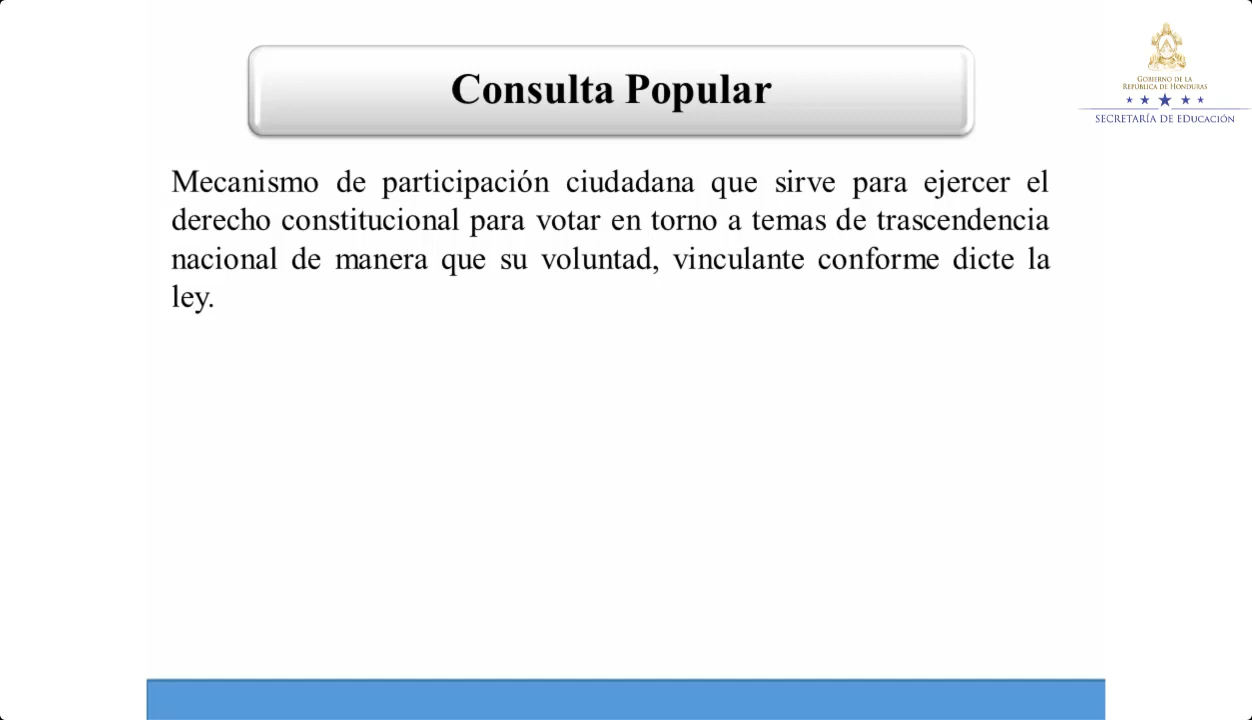 Consulta Popular
GOBIERNO DE LA
REPÚBLICA DE HONDURAS
SECRETARÍA DE EDUCACIÓN
Mecanismo de participación ciudadana que sirve para ejercer el
derecho constitucional para votar en torno a temas de trascendencia
nacional de manera que su voluntad, vinculante conforme dicte la
ley.